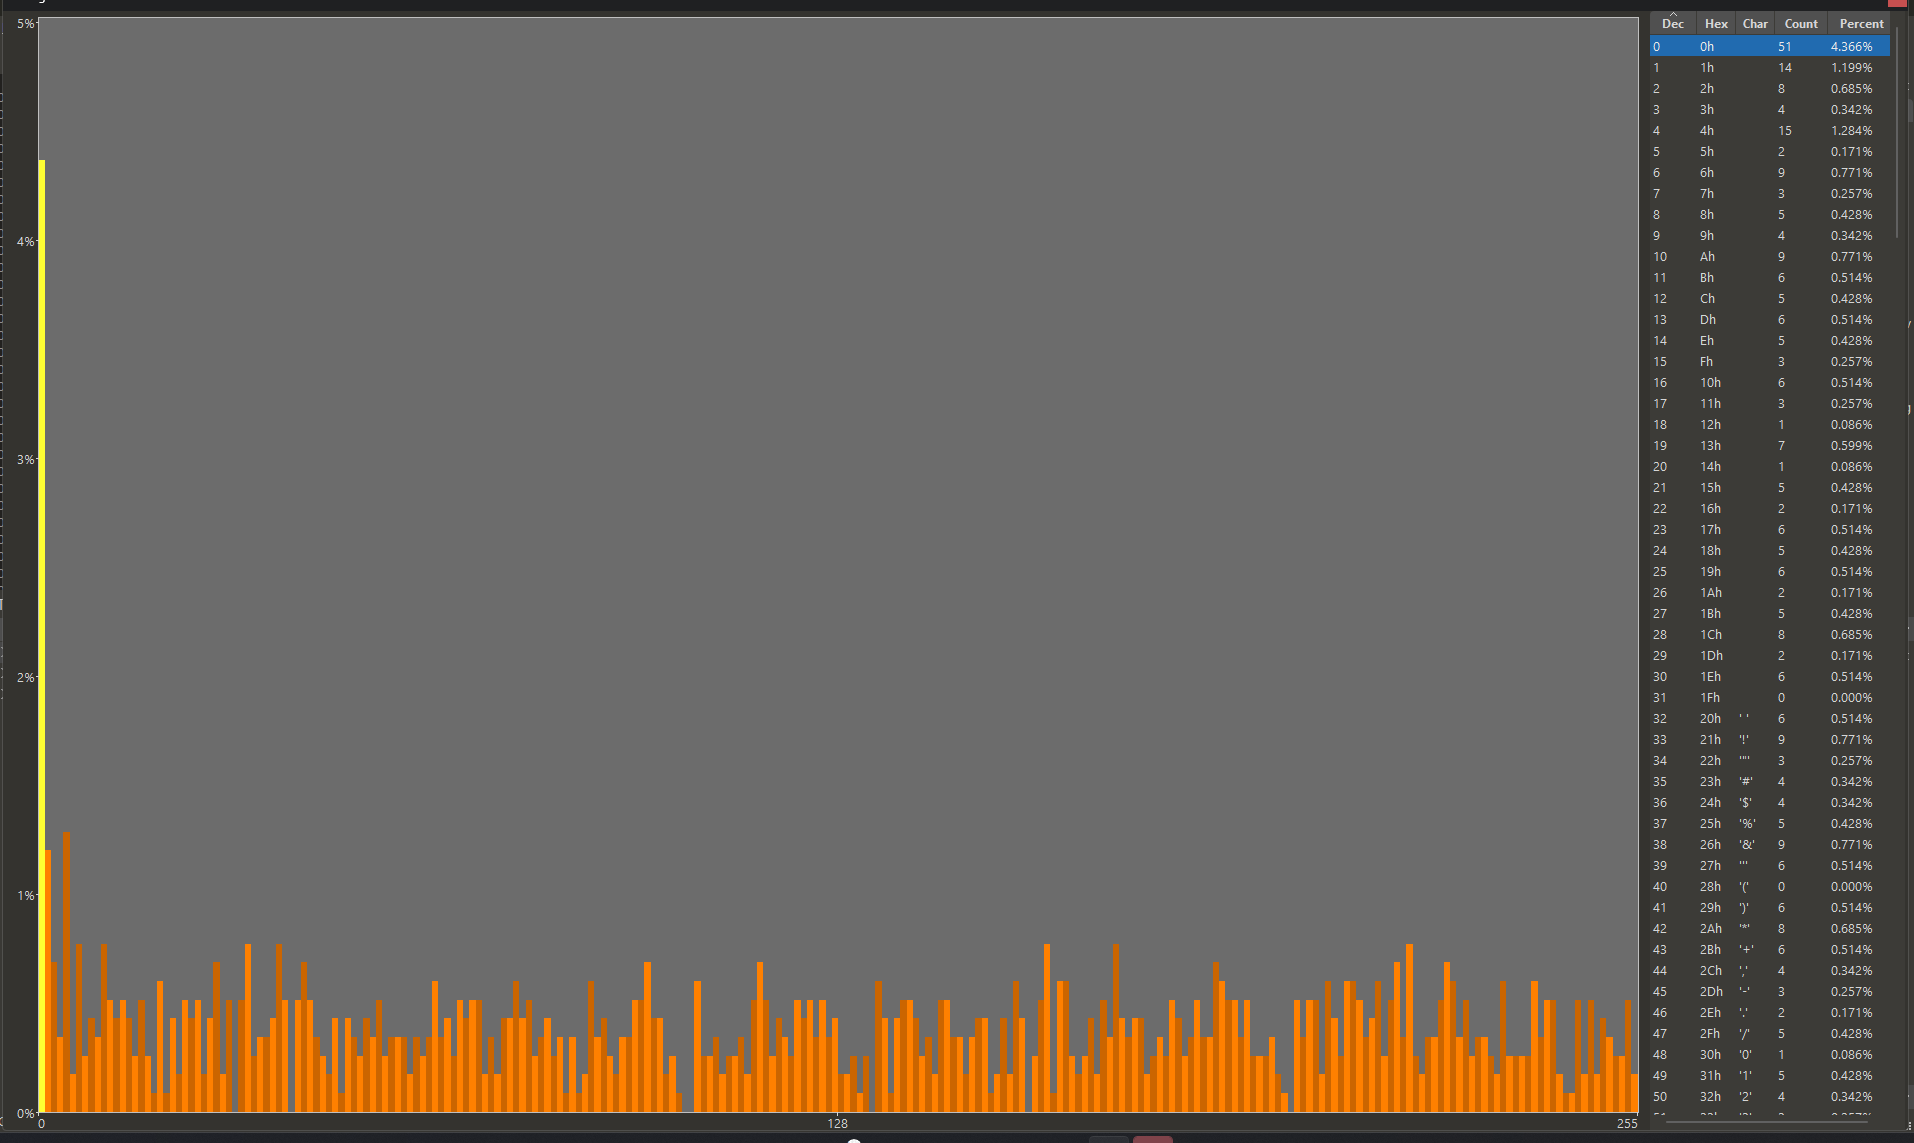 5%
4%
3%
2%
1%
0%
0 128 255
Dec Hex Char Count Percent
0 0h 51 4.366%
1 1h 14 1.199%
2 2h 8 0.685%
3 3h 4 0.342%
4 4h 15 1.284%
5 5h 2 0.171%
6 6h 9 0.771%
7 7h 3 0.257%
8 8h 5 0.428%
9 9h 4 0.342%
10 Ah 9 0.771%
11 Bh 6 0.514%
12 Ch 5 0.428%
13 Dh 6 0.514%
14 Eh 5 0.428%
15 Fh 3 0.257%
16 10h 6 0.514%
17 11h 3 0.257%
18 12h 1 0.086%
19 13h 7 0.599%
20 14h 1 0.086%
21 15h 5 0.428%
22 16h 2 0.171%
23 17h 6 0.514%
24 18h 5 0.428%
25 19h 6 0.514%
26 1Ah 2 0.171%
27 1Bh 5 0.428%
28 1Ch 8 0.685%
29 1Dh 2 0.171%
30 1Eh 6 0.514%
31 1Fh 0 0.000%
32 20h ' ' 6 0.514%
33 21h '!' 9 0.771%
34 22h '"' 3 0.257%
35 23h '#' 4 0.342%
36 24h '$' 4 0.342%
37 25h '%' 5 0.428%
38 26h '&' 9 0.771%
39 27h ''' 6 0.514%
40 28h '(' 0 0.000%
41 29h ')' 6 0.514%
42 2Ah '*' 8 0.685%
43 2Bh '+' 6 0.514%
44 2Ch ',' 4 0.342%
45 2Dh '-' 3 0.257%
46 2Eh '.' 2 0.171%
47 2Fh '/' 5 0.428%
48 30h '0' 1 0.086%
49 31h '1' 5 0.428%
50 32h '2' 4 0.342%